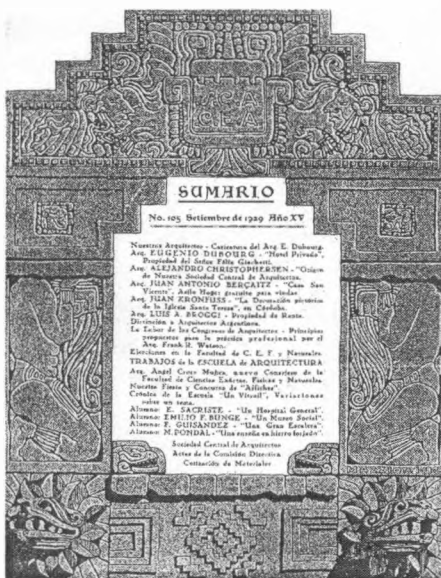 SUMARIO
No. 105 Setiembre de 1929 Año XV
Nuestros Arquitectos - Caricatura del Arq. E. Dubourg.
Arq. EUGENIO DUBOURG - "Hotel Privado",
Propiedad del Señor Félix
Arq. ALEJANDRO CHRISTOPHERSEN - "Origen
de Nuestra Sociedad Central de Arquitectos.
Arq. JUAN ANTONIO BERÇAITZ - "Casa San
Vicente", Asilo Hogar gratuito para viudas
Arq. JUAN KRONFUSS - "La Decoración pictórica
de la Iglesia Santa Teresa", en Córdoba.
Arq. LUIS A. BROGGI - Propiedad de Renta.
Distinción a Arquitectos Argentinos.
La Labor de los Congresos de Arquitectos - Principios
propuestos para la práctica profesional por el
Arq. Frank R. Watson.
Elecciones en la Facultad de C. E. F. y Naturales.
TRABAJOS de la ESCUELA de ARQUITECTURA
Arq. Angel Croce Mujica, nuevo Consejero de la
Facultad de Ciencias Exactas, Físicas y Naturales.
Nuestra Fiesta y Concurso de "Affiches".
Crónica de la Escuela "Un Vitrail", Variaciones
sobre un tema.
Alumno: E. SACRISTE - "Un Hospital General".
Alumno: EMILIO F. BUNGE - "Un Museo Social".
Alumno: F. GUISANDEZ - "Una Gran Escalera".
Alumno: M. PONDAL - "Una enseña en hierro forjado".
Sociedad Central de Arquitectos
Actas de la Comisión Directiva
Cotización de Materiales